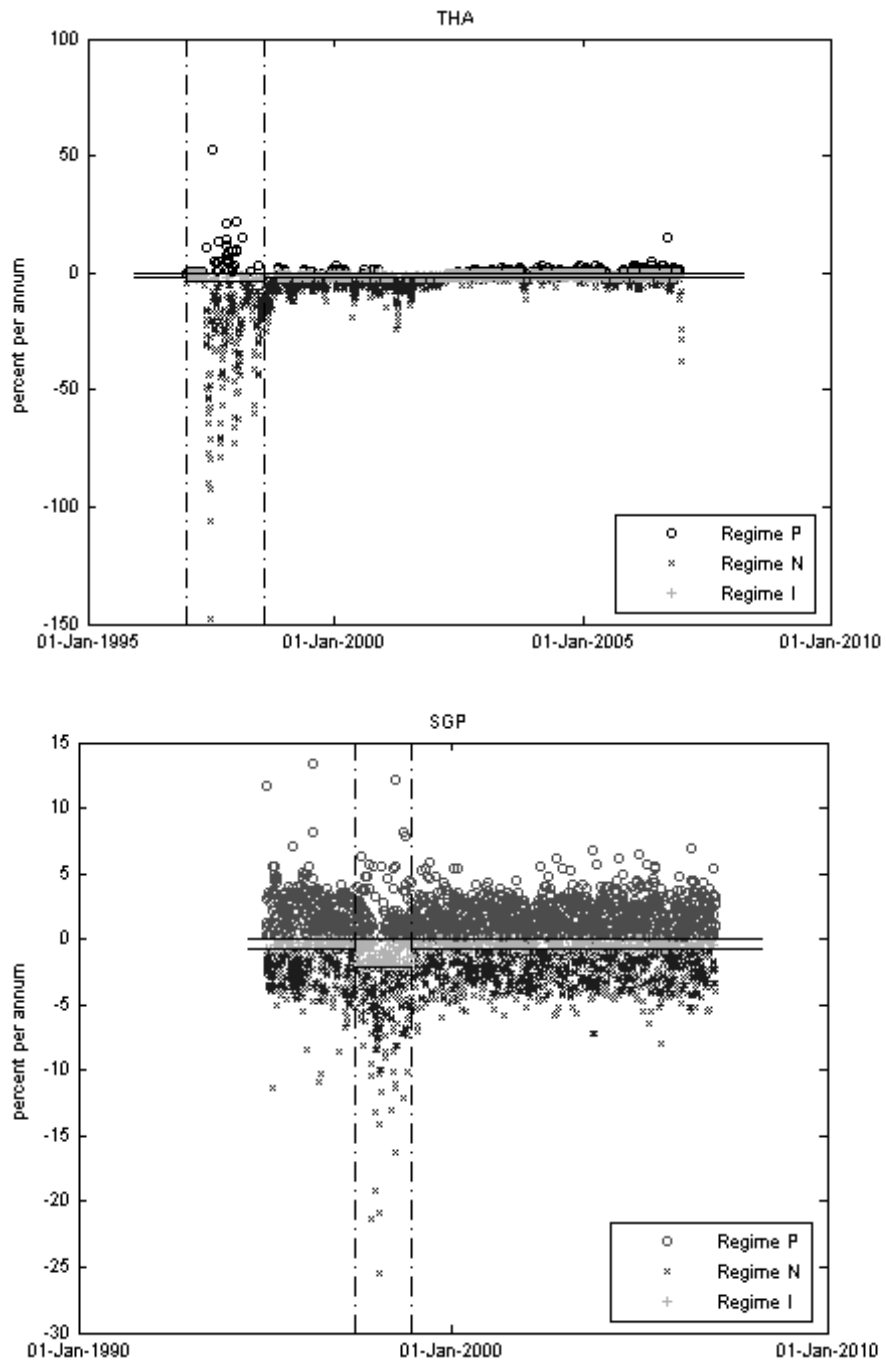 THA
100
50
0
-50
-100
-150
percent per annum
01-Jan-1995
01-Jan-2000
01-Jan-2005
01-Jan-2010
Regime P
Regime N
Regime I
SGP
15
10
5
0
-5
-10
-15
-20
-25
-30
percent per annum
01-Jan-1990
01-Jan-2000
01-Jan-2010
Regime P
Regime N
Regime I